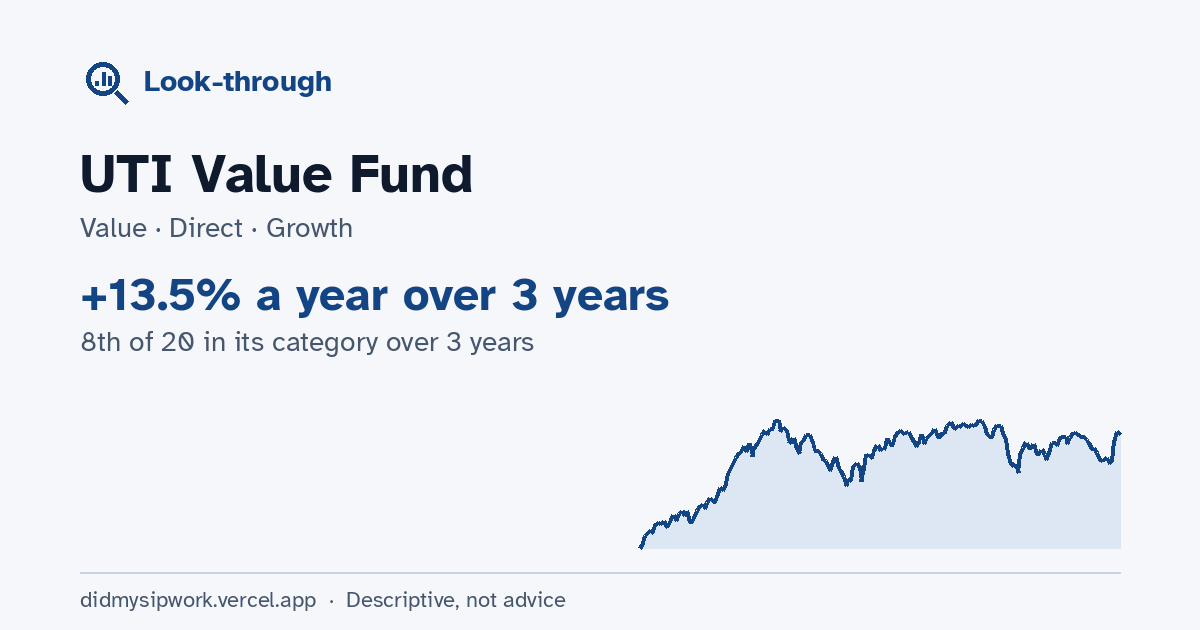 Look-through
UTI Value Fund
Value · Direct · Growth
+13.5% a year over 3 years
8th of 20 in its category over 3 years
didmysipwork.vercel.app · Descriptive, not advice